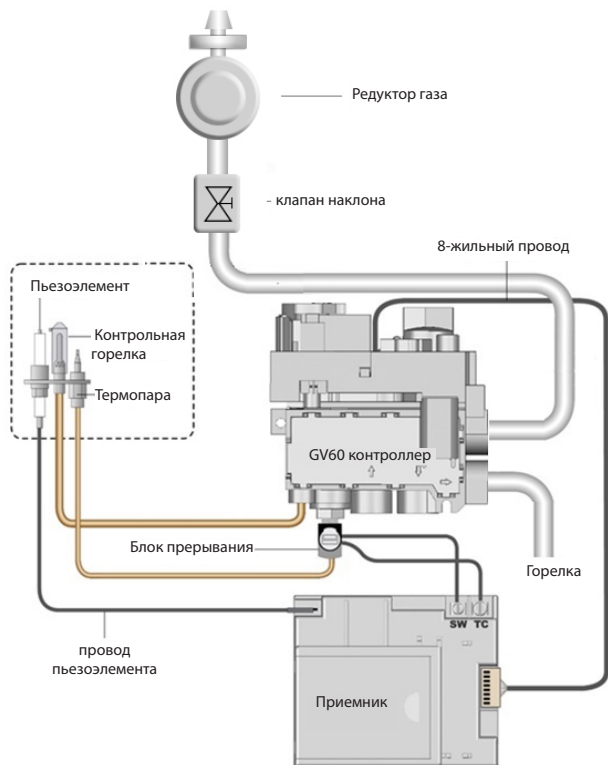 Редуктор газа
- клапан наклона
8-жильный провод
Пьезоэлемент
Контрольная
горелка
Термопара
GV60 контроллер
Блок прерывания
Горелка
SW TC
провод
пьезоэлемента
Приемник